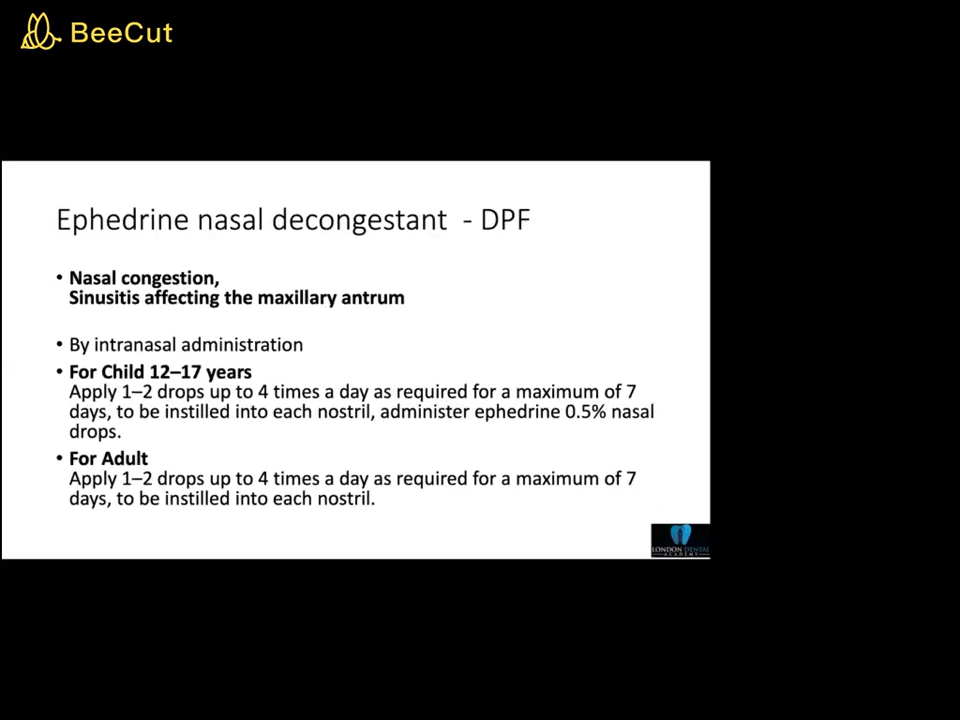 BeeCut
Ephedrine nasal decongestant - DPF
• Nasal congestion,
Sinusitis affecting the maxillary antrum
• By intranasal administration
• For Child 12–17 years
Apply 1–2 drops up to 4 times a day as required for a maximum of 7
days, to be instilled into each nostril, administer ephedrine 0.5% nasal
drops.
• For Adult
Apply 1–2 drops up to 4 times a day as required for a maximum of 7
days, to be instilled into each nostril.
LONDON DENTAL
ACADEMY